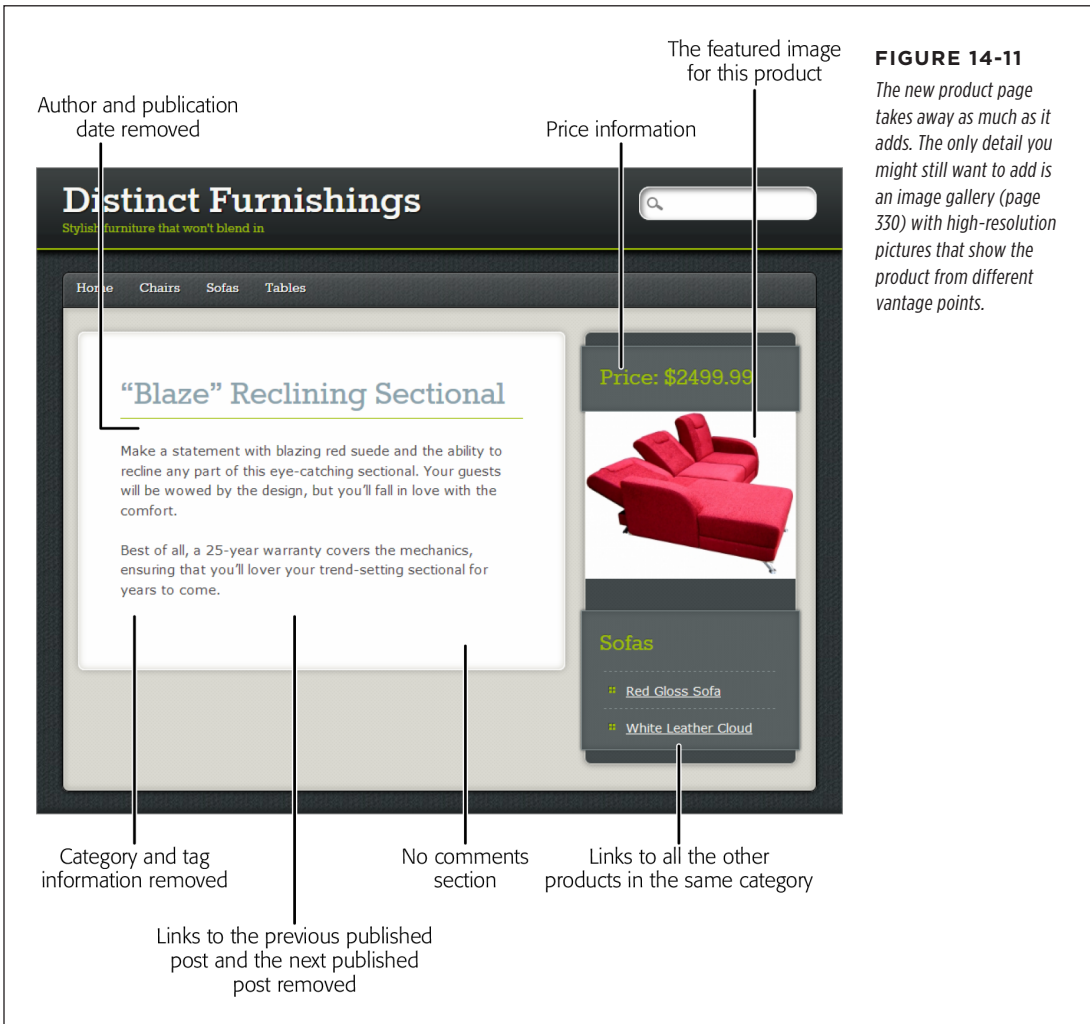 The featured image
for this product
Author and publication
date removed
Price information
FIGURE 14-11
The new product page
takes away as much as it
adds. The only detail you
might still want to add is
an image gallery (page
330) with high-resolution
pictures that show the
product from different
vantage points.
Distinct Furnishings
Stylish furniture that won't blend in
Home Chairs Sofas Tables
“Blaze” Reclining Sectional
Make a statement with blazing red suede and the ability to
recline any part of this eye-catching sectional. Your guests
will be wowed by the design, but you’ll fall in love with the
comfort.
Best of all, a 25-year warranty covers the mechanics,
ensuring that you’ll lover your trend-setting sectional for
years to come.
Price: $2499.99
Sofas
Red Gloss Sofa
White Leather Cloud
Category and tag
information removed
No comments
section
Links to all the other
products in the same category
Links to the previous published
post and the next published
post removed